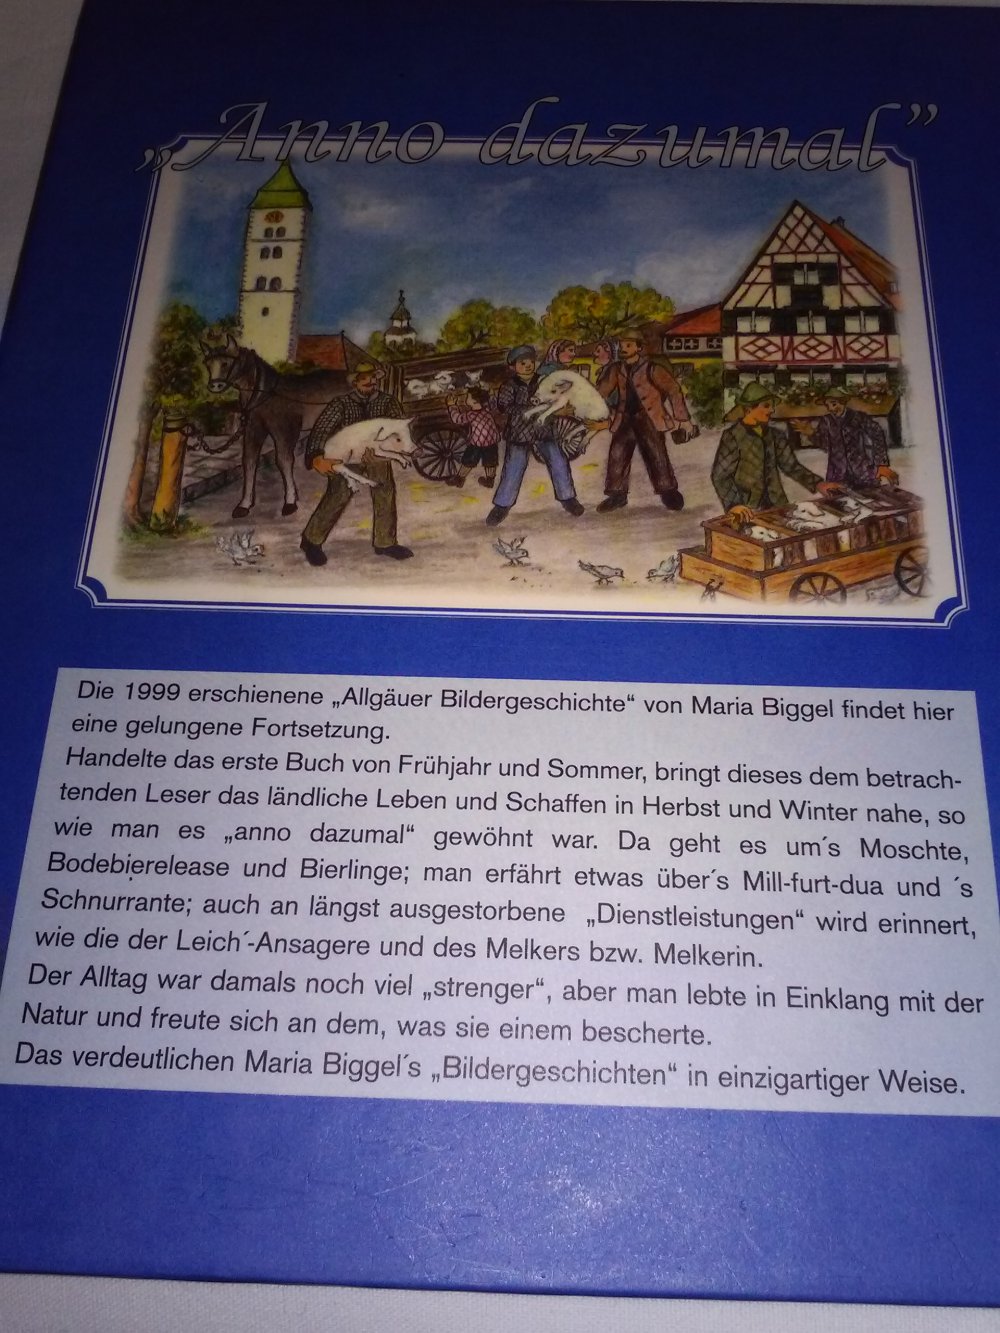 „Anno dazumal”
Die 1999 erschienene „Allgäuer Bildergeschichte“ von Maria Biggel findet hier
eine gelungene Fortsetzung.
Handelte das erste Buch von Frühjahr und Sommer, bringt dieses dem betrach-
tenden Leser das ländliche Leben und Schaffen in Herbst und Winter nahe, so
wie man es „anno dazumal“ gewöhnt war. Da geht es um´s Moschte,
Bodebierelease und Bierlinge; man erfährt etwas über´s Mill-furt-dua und ´s
Schnurrante; auch an längst ausgestorbene „Dienstleistungen“ wird erinnert,
wie die der Leich´-Ansagere und des Melkers bzw. Melkerin.
Der Alltag war damals noch viel „strenger“, aber man lebte in Einklang mit der
Natur und freute sich an dem, was sie einem bescherte.
Das verdeutlichen Maria Biggel´s „Bildergeschichten“ in einzigartiger Weise.